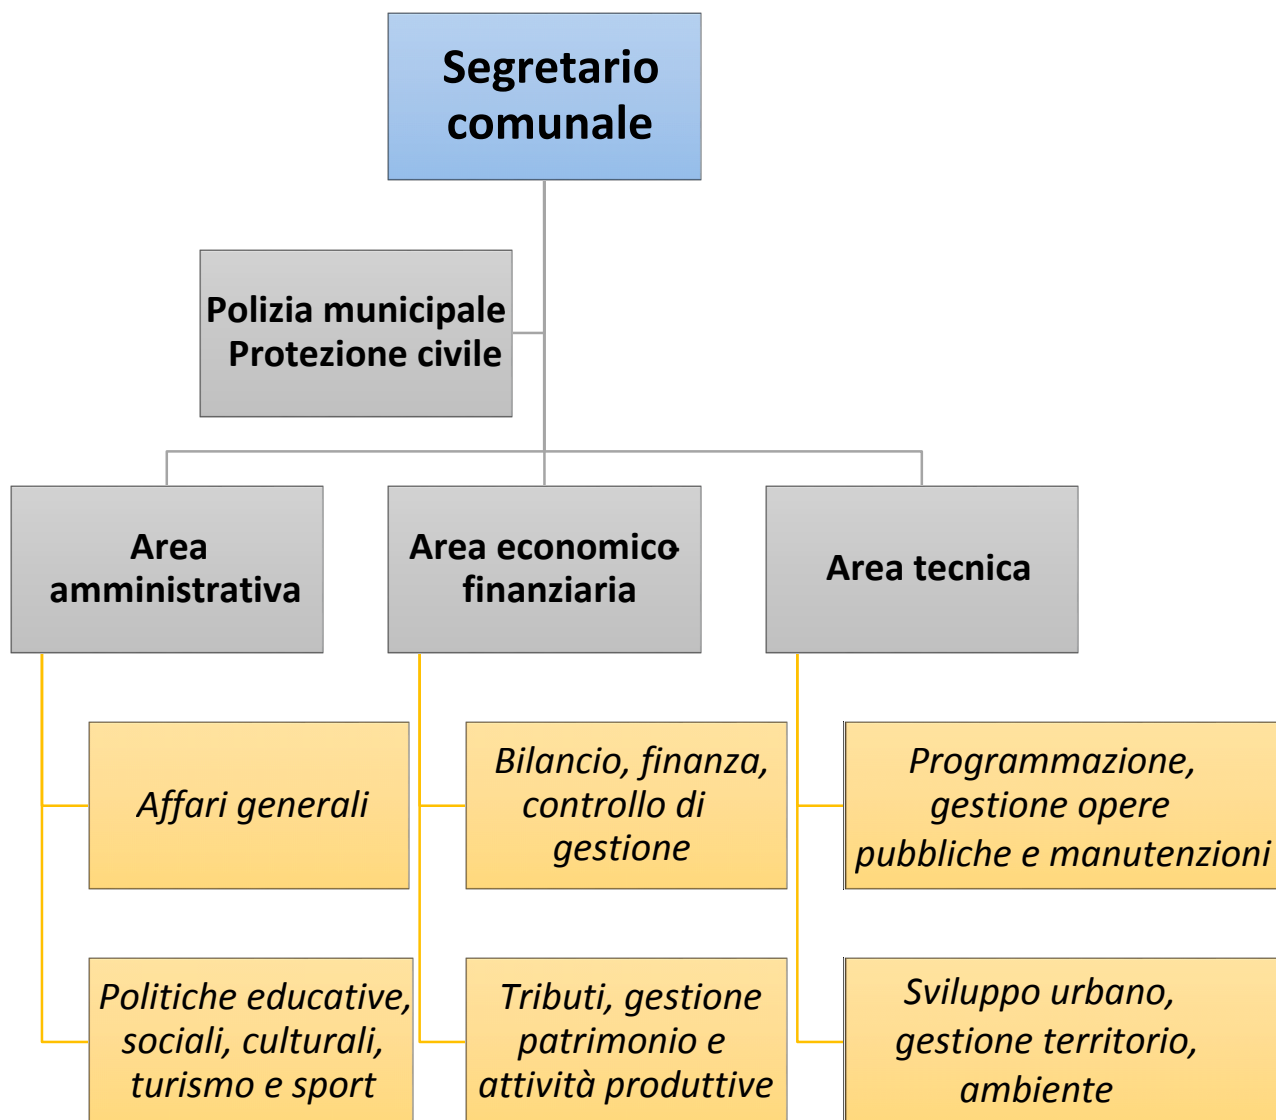 Segretario
comunale
Polizia municipale
Protezione civile
Area
amministrativa
Area economico-
finanziaria
Area tecnica
Affari generali
Bilancio, finanza,
controllo di
gestione
Programmazione,
gestione opere
pubbliche e manutenzioni
Politiche educative,
sociali, culturali,
turismo e sport
Tributi, gestione
patrimonio e
attività produttive
Sviluppo urbano,
gestione territorio,
ambiente